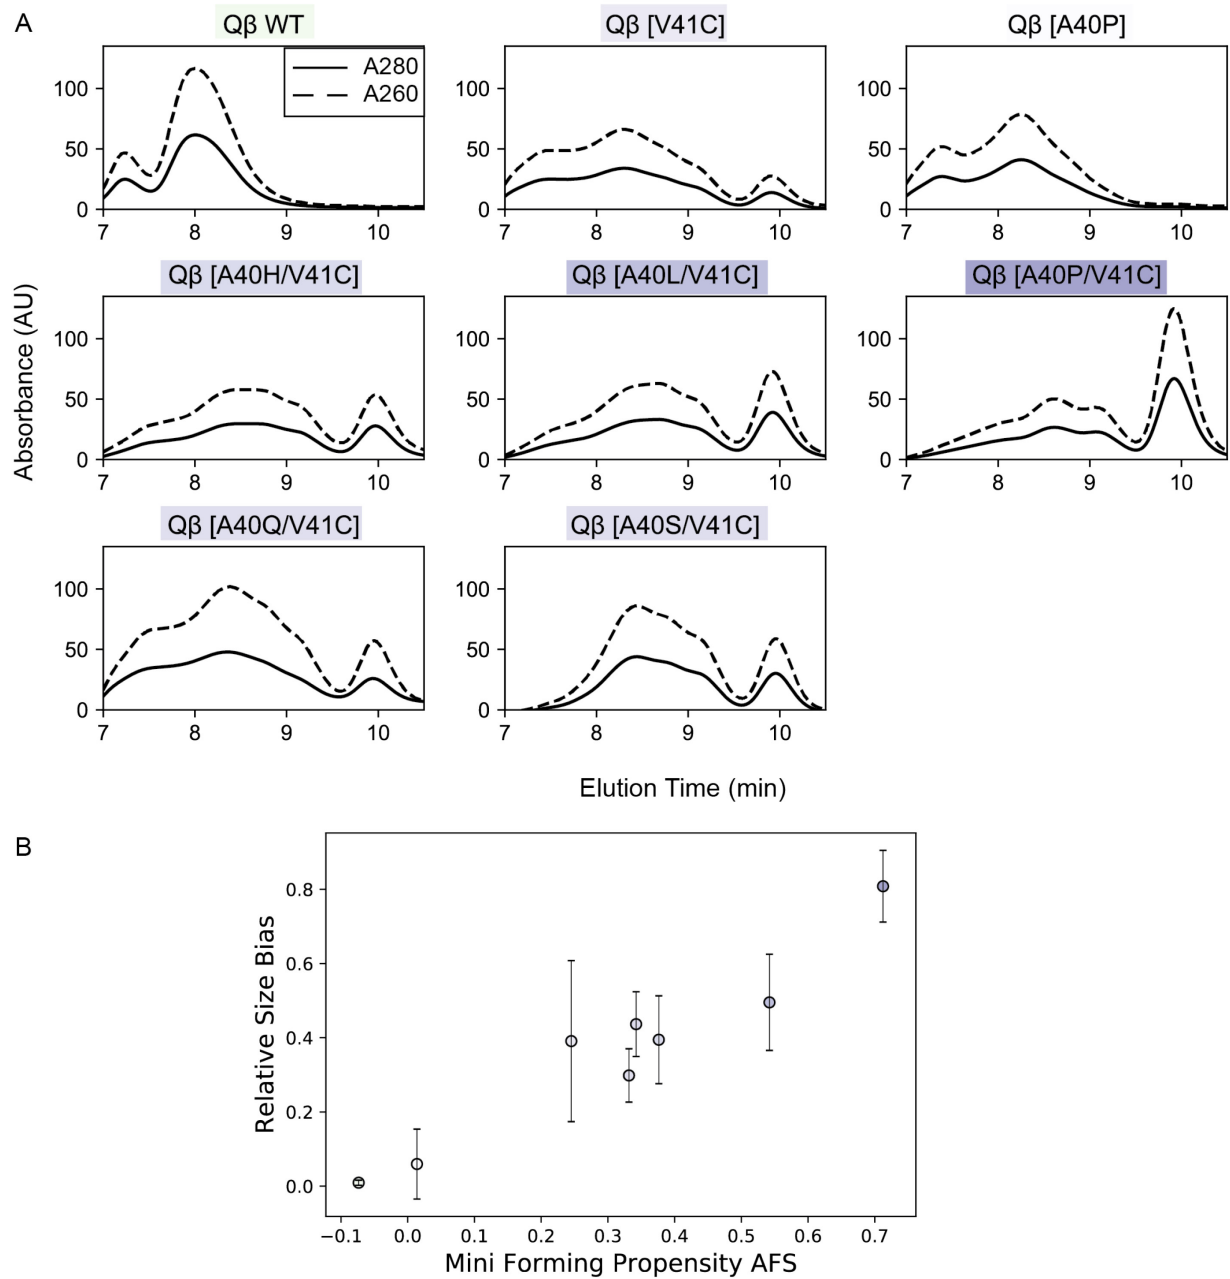 A
Qβ WT
Qβ [V41C]
Qβ [A40P]
A280
A260
100
50
0
7 8 9 10
100
50
0
7 8 9 10
100
50
0
7 8 9 10
Absorbance (AU)
Qβ [A40H/V41C]
Qβ [A40L/V41C]
Qβ [A40P/V41C]
100
50
0
7 8 9 10
100
50
0
7 8 9 10
100
50
0
7 8 9 10
Qβ [A40Q/V41C]
Qβ [A40S/V41C]
100
50
0
7 8 9 10
100
50
0
7 8 9 10
Elution Time (min)
B
Relative Size Bias
0.8
0.6
0.4
0.2
0.0
−0.1 0.0 0.1 0.2 0.3 0.4 0.5 0.6 0.7
Mini Forming Propensity AFS